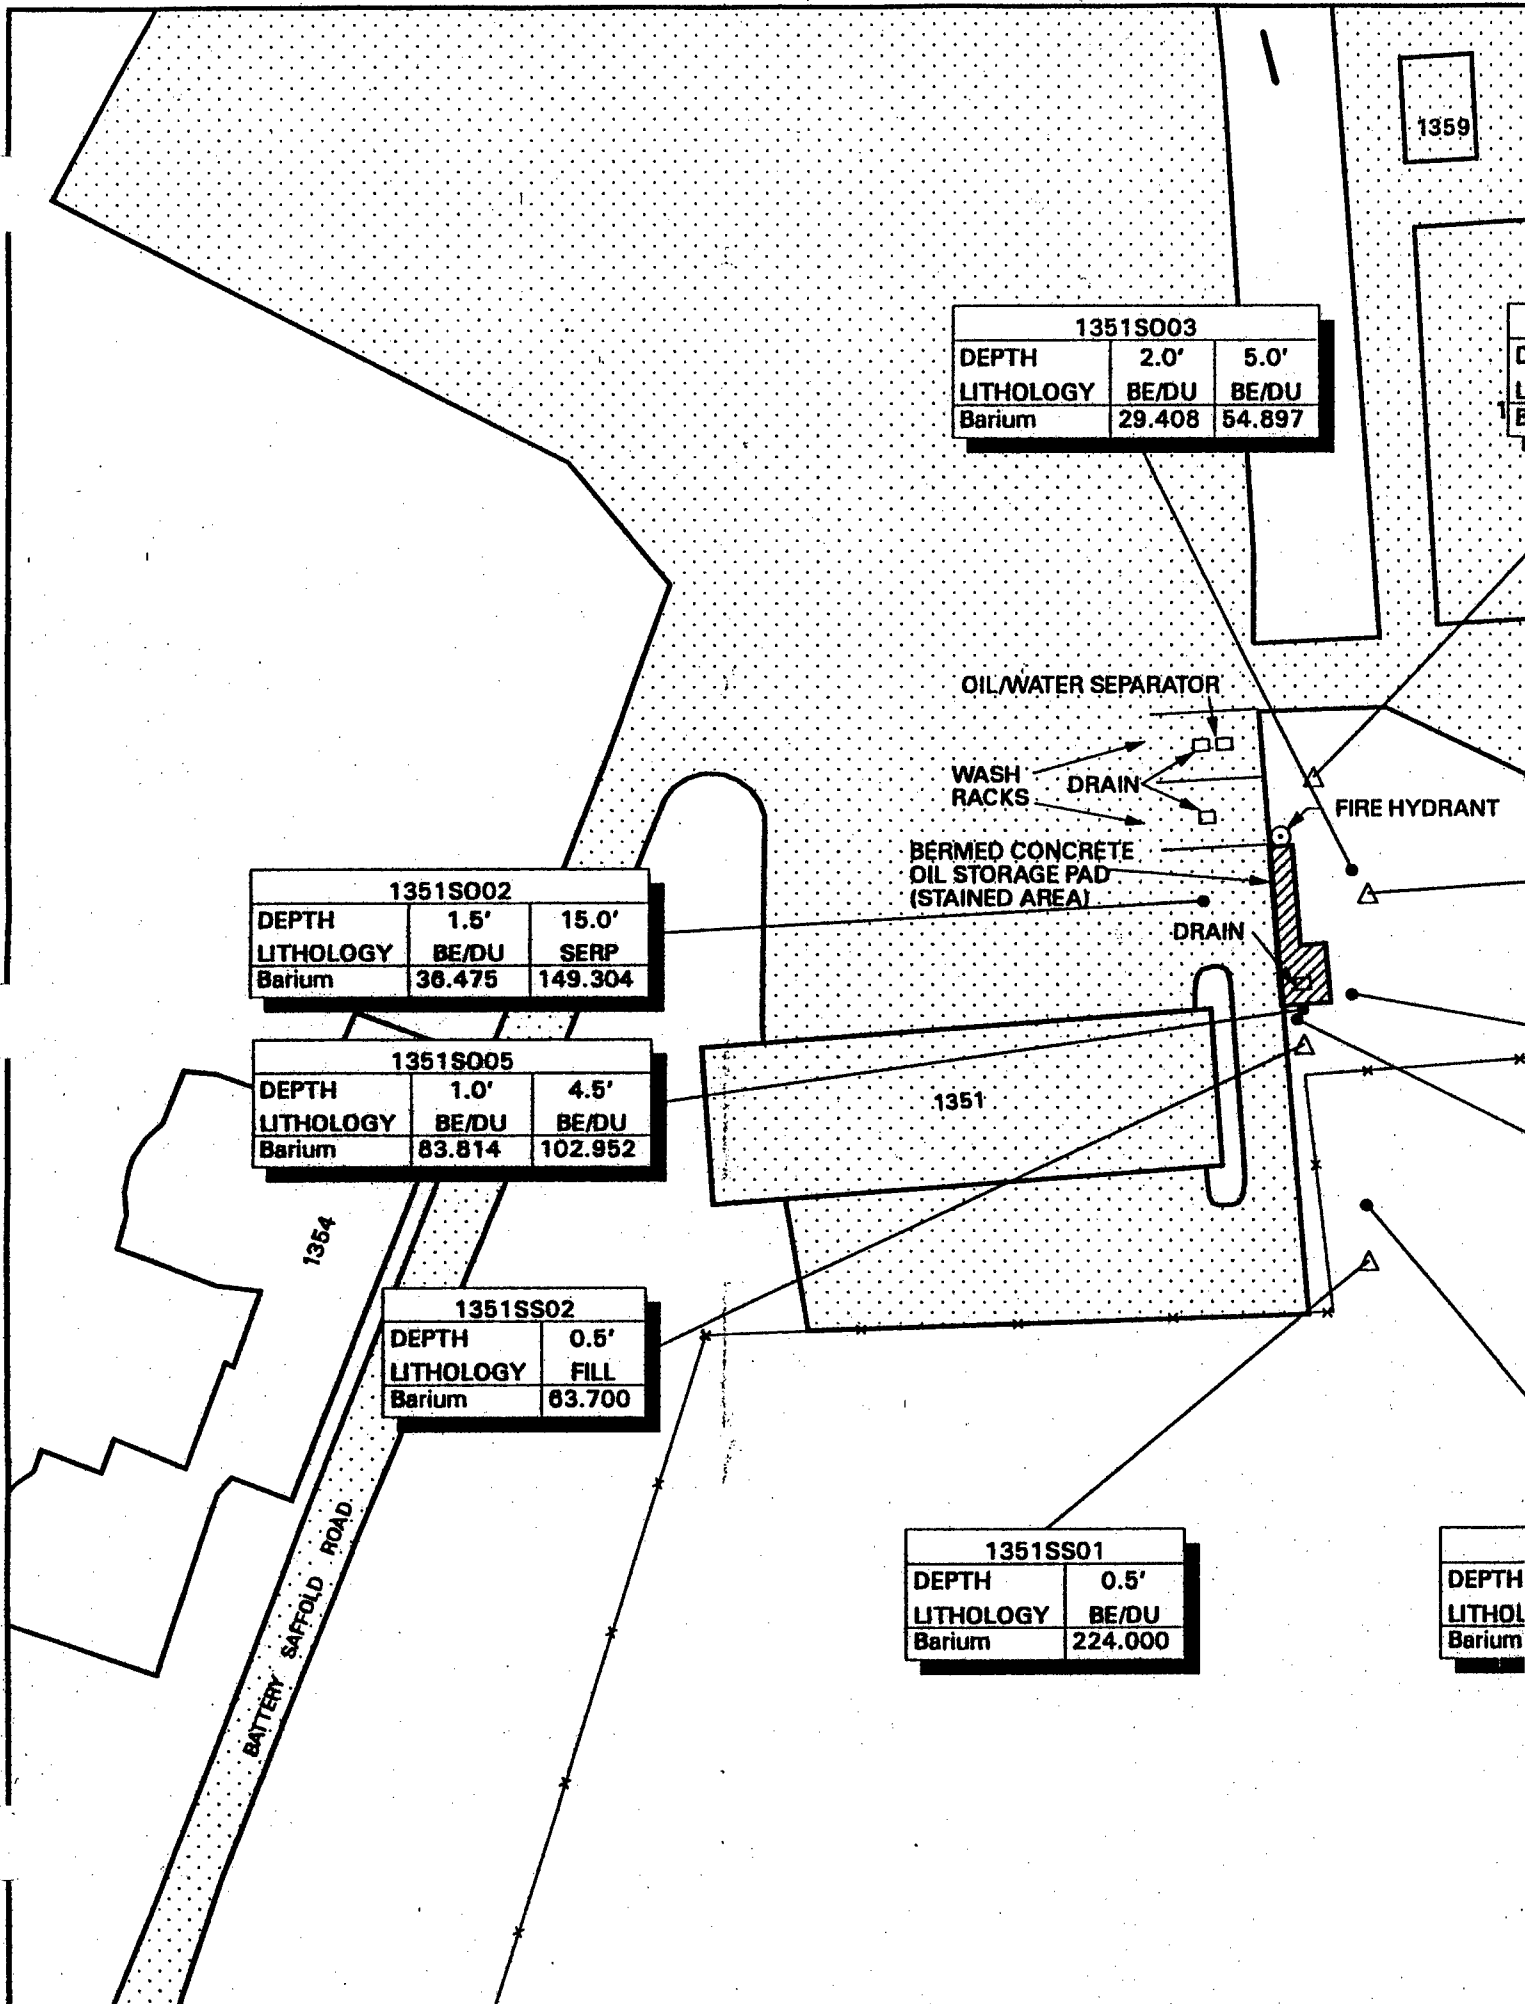 1359
1351SO03
DEPTH 2.0' 5.0'
LITHOLOGY BE/DU BE/DU
Barium 29.408 54.897
OIL/WATER SEPARATOR
WASH
RACKS
DRAIN
FIRE HYDRANT
BERMED CONCRETE
OIL STORAGE PAD
(STAINED AREA)
DRAIN
1351SO02
DEPTH 1.5' 15.0'
LITHOLOGY BE/DU SERP
Barium 36.475 149.304
1351SO05
DEPTH 1.0' 4.5'
LITHOLOGY BE/DU BE/DU
Barium 83.814 102.952
1351
1354
1351SS02
DEPTH 0.5'
LITHOLOGY FILL
Barium 63.700
BATTERY SAFFOLD ROAD
1351SS01
DEPTH 0.5'
LITHOLOGY BE/DU
Barium 224.000
DEPTH
LITHOL
Barium